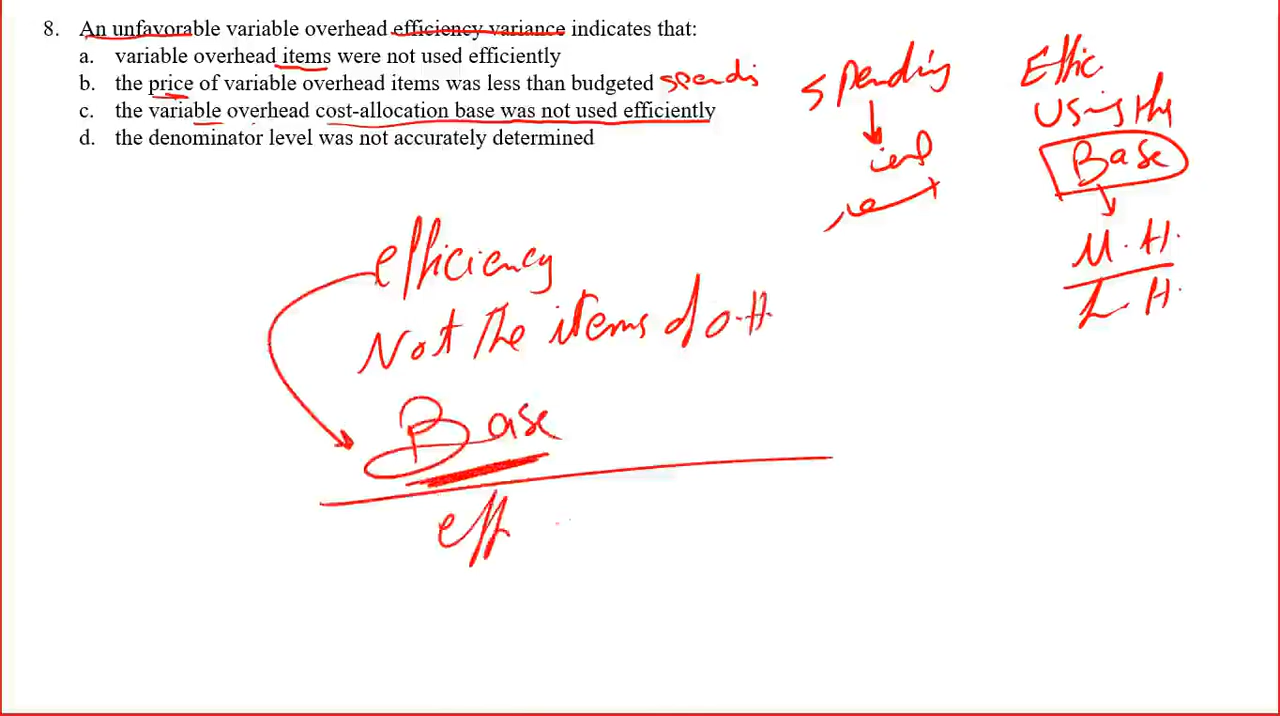 8. An unfavorable variable overhead efficiency variance indicates that:
a. variable overhead items were not used efficiently
b. the price of variable overhead items was less than budgeted spendi
c. the variable overhead cost-allocation base was not used efficiently
d. the denominator level was not accurately determined
spending
Effic
Using the
Base
M.H.
L.H.
efficiency
Not the items of O.H
Base
eff